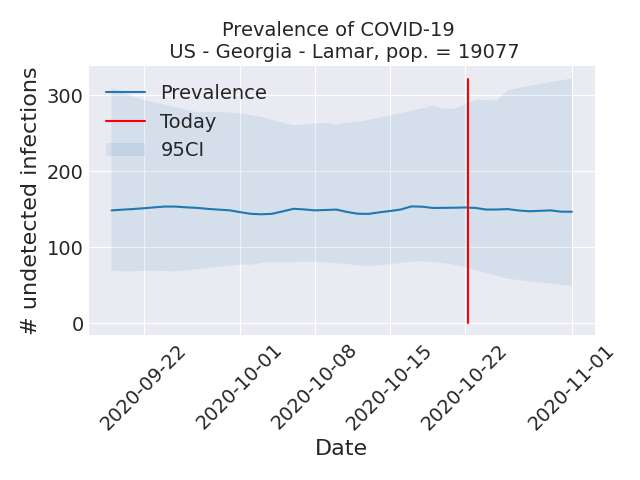 Prevalence of COVID-19
US - Georgia - Lamar, pop. = 19077
# undetected infections
300
200
100
0
Prevalence
Today
95CI
2020-09-22
2020-10-01
2020-10-08
2020-10-15
2020-10-22
2020-11-01
Date